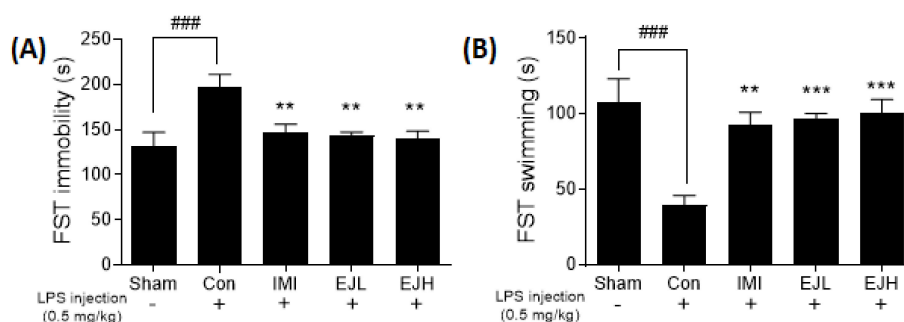 (A)
FST immobility (s)
250
200
150
100
50
0
###
** ** **
Sham Con IMI EJL EJH
LPS injection
(0.5 mg/kg) - + + + +
(B)
FST swimming (s)
150
100
50
0
###
** *** ***
Sham Con IMI EJL EJH
LPS injection
(0.5 mg/kg) - + + + +